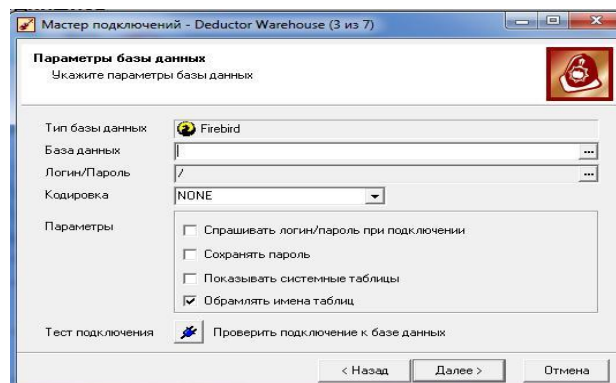 Мастер подключений - Deductor Warehouse (3 из 7)
Параметры базы данных
Укажите параметры базы данных
Тип базы данных Firebird
База данных ...
Логин/Пароль / ...
Кодировка NONE
Параметры
Спрашивать логин/пароль при подключении
Сохранять пароль
Показывать системные таблицы
Обрамлять имена таблиц
Тест подключения Проверить подключение к базе данных
< Назад Далее > Отмена